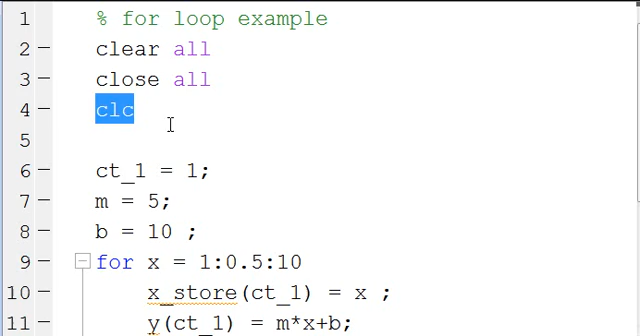 1 % for loop example
2 – clear all
3 – close all
4 – clc
5
6 – ct_1 = 1;
7 – m = 5;
8 – b = 10 ;
9 – for x = 1:0.5:10
10 – x_store(ct_1) = x ;
11 – y(ct_1) = m*x+b;